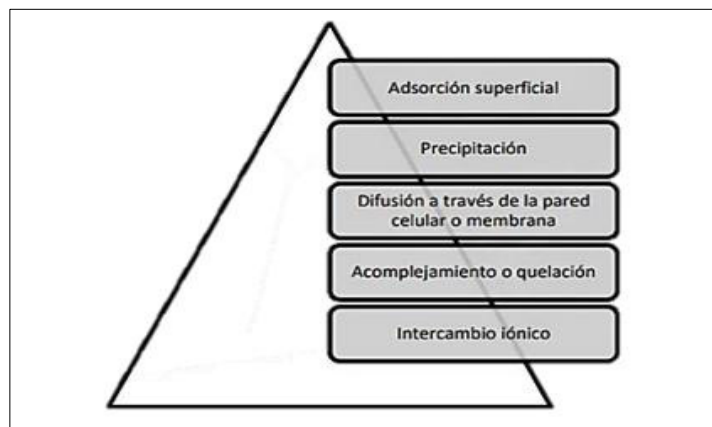 Adsorción superficial
Precipitación
Difusión a través de la pared
celular o membrana
Acomplejamiento o quelación
Intercambio iónico